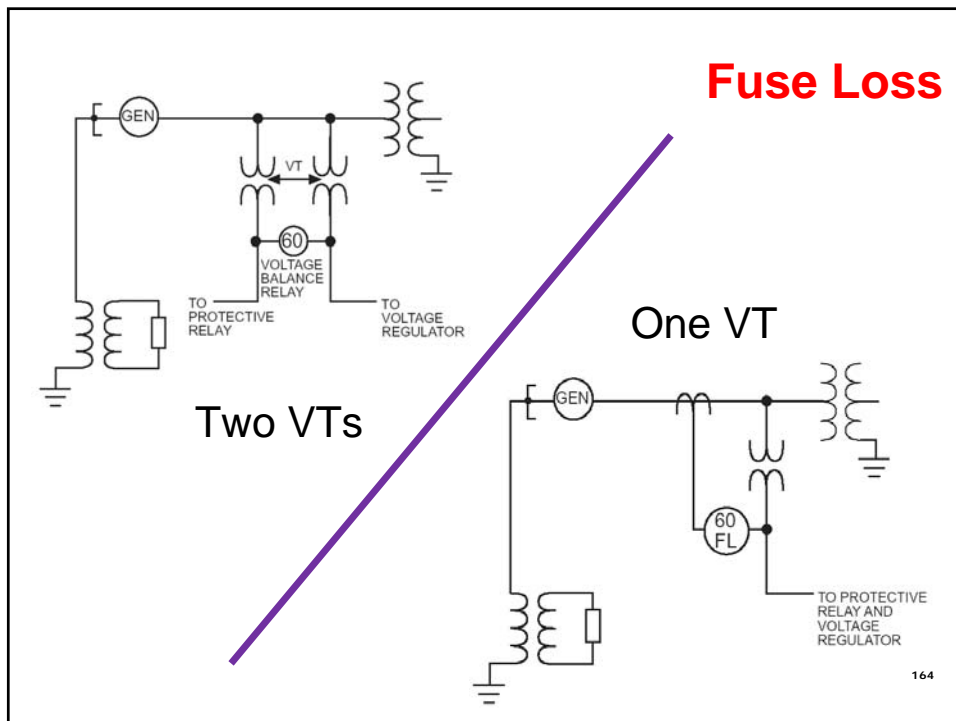 Fuse Loss
GEN
VT
60
VOLTAGE
BALANCE
RELAY
TO
PROTECTIVE
RELAY
TO
VOLTAGE
REGULATOR
Two VTs
One VT
GEN
60
FL
TO PROTECTIVE
RELAY AND
VOLTAGE
REGULATOR
164